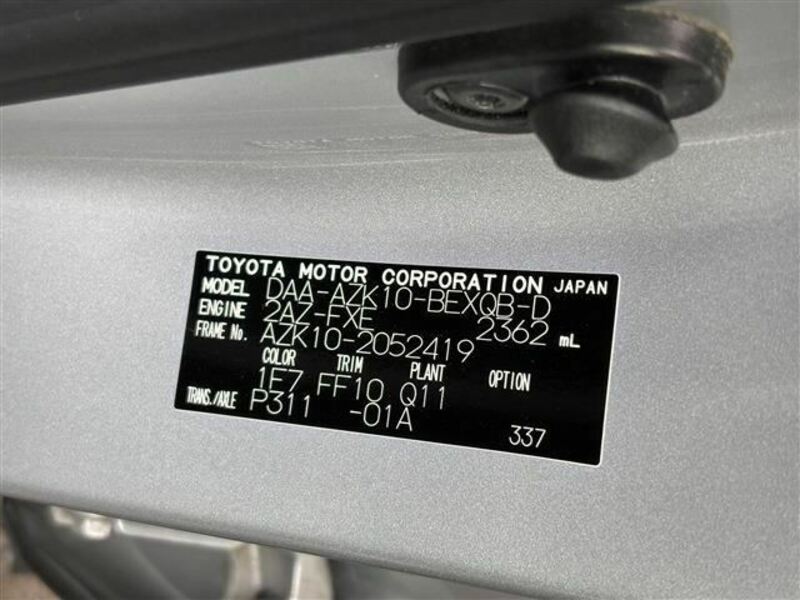 TOYOTA MOTOR CORPORATION JAPAN
MODEL DAA-AZK10-BEXQB-D
ENGINE 2AZ-FXE 2362 mL
FRAME No. AZK10-2052419
COLOR TRIM PLANT OPTION
1F7 FF10 Q11
TRANS./AXLE P311 -01A
337